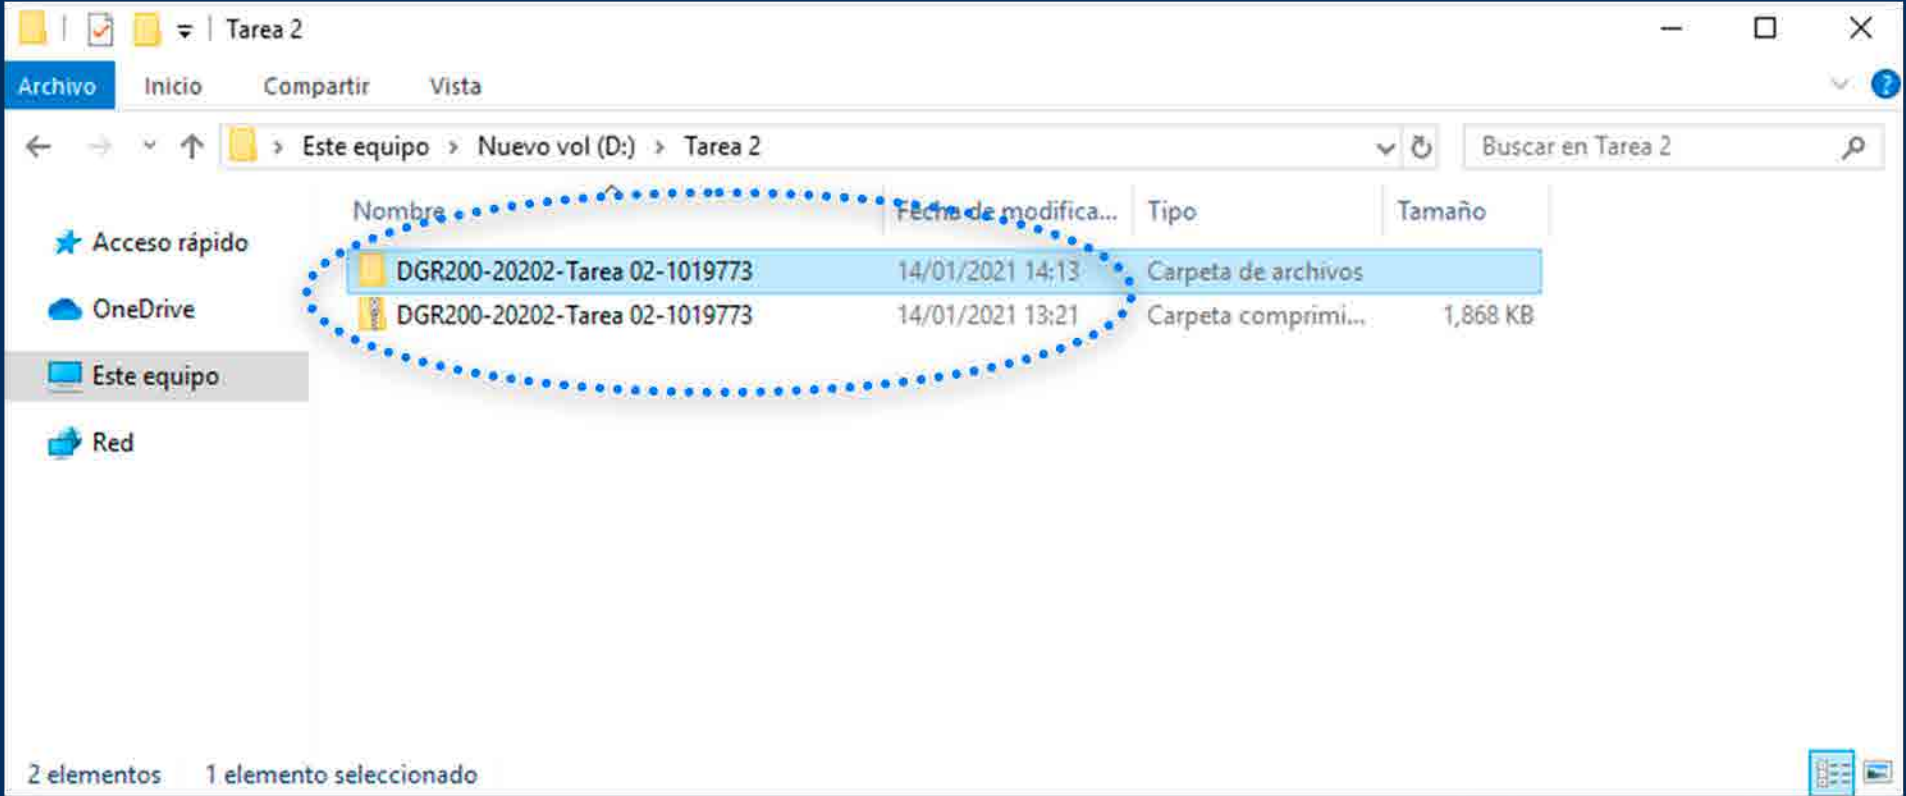 Tarea 2
Archivo Inicio Compartir Vista
Este equipo > Nuevo vol (D:) > Tarea 2 Buscar en Tarea 2
Nombre Fecha de modifica... Tipo Tamaño
Acceso rápido
DGR200-20202-Tarea 02-1019773 14/01/2021 14:13 Carpeta de archivos
OneDrive
DGR200-20202-Tarea 02-1019773 14/01/2021 13:21 Carpeta comprimi... 1,868 KB
Este equipo
Red
2 elementos 1 elemento seleccionado